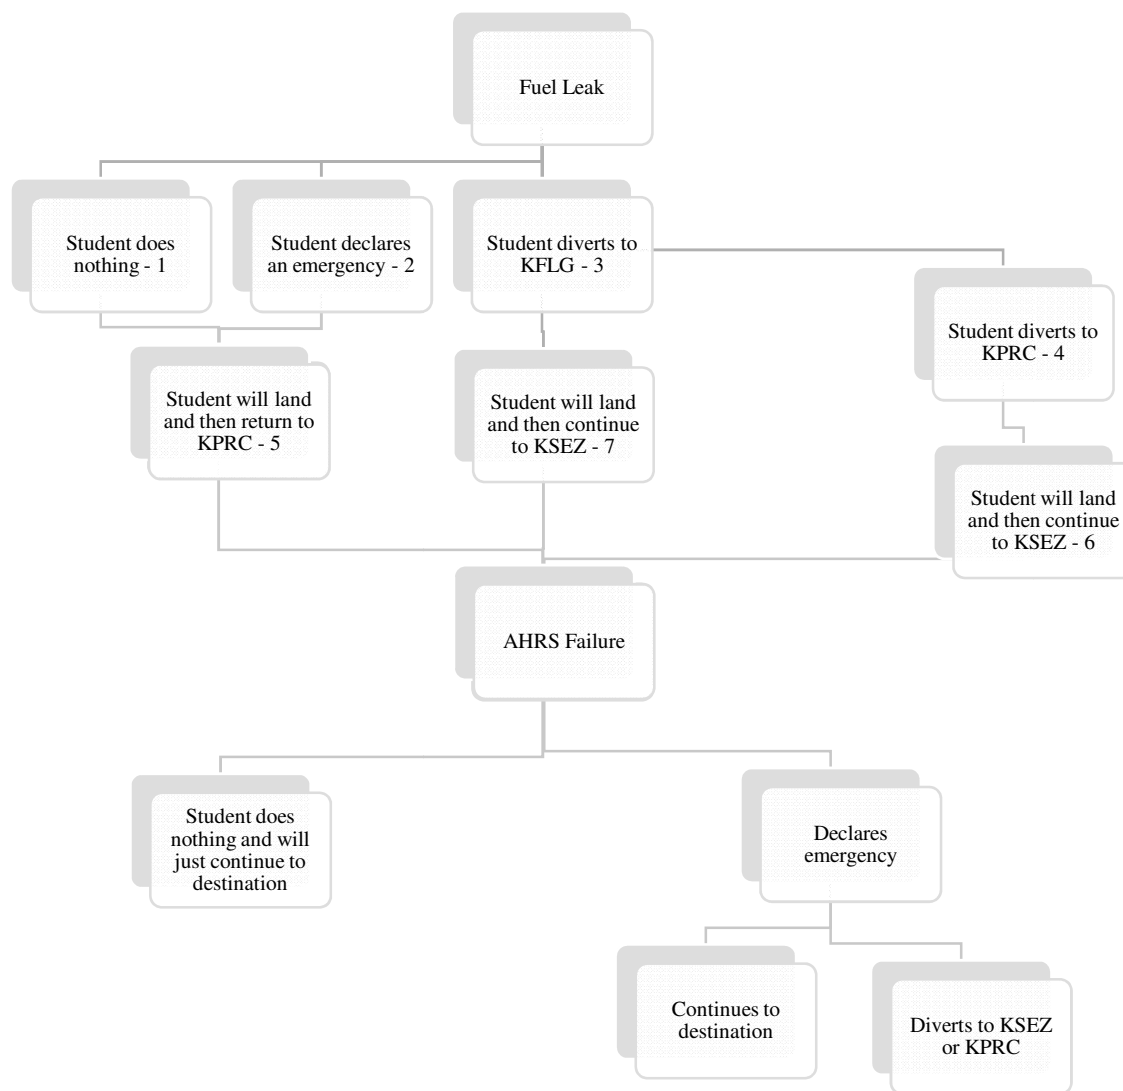 Fuel Leak
Student does
nothing - 1
Student declares
an emergency - 2
Student diverts to
KFLG - 3
Student diverts to
KPRC - 4
Student will land
and then return to
KPRC - 5
Student will land
and then continue
to KSEZ - 7
Student will land
and then continue
to KSEZ - 6
AHRS Failure
Student does
nothing and will
just continue to
destination
Declares
emergency
Continues to
destination
Diverts to KSEZ
or KPRC